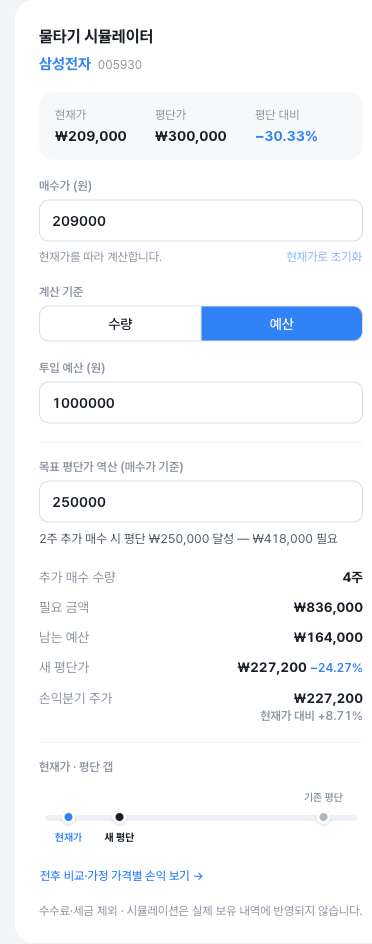 물타기 시뮬레이터
삼성전자 005930
현재가 평단가 평단 대비
₩209,000 ₩300,000 −30.33%
매수가 (원)
209000
현재가를 따라 계산합니다. 현재가로 초기화
계산 기준
수량 예산
투입 예산 (원)
1000000
목표 평단가 역산 (매수가 기준)
250000
2주 추가 매수 시 평단 ₩250,000 달성 — ₩418,000 필요
추가 매수 수량 4주
필요 금액 ₩836,000
남는 예산 ₩164,000
새 평단가 ₩227,200 −24.27%
손익분기 주가 ₩227,200
현재가 대비 +8.71%
현재가 · 평단 갭
기존 평단
현재가 새 평단
전후 비교·가정 가격별 손익 보기 →
수수료·세금 제외 · 시뮬레이션은 실제 보유 내역에 반영되지 않습니다.